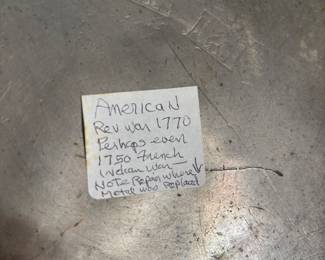 American
Rev war 1770
Perhaps even
1750 French
Indian War
Note Repair where
Metal was replaced